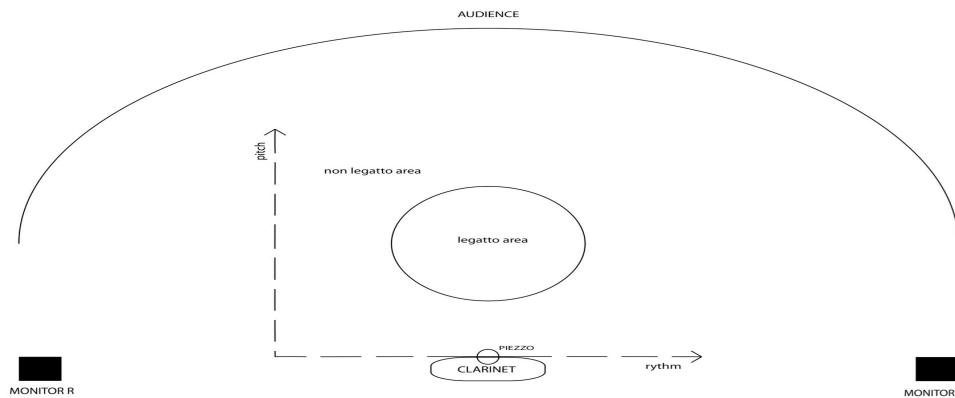 AUDIENCE
pitch
non legatto area
legatto area
PIEZZO
CLARINET
rythm
MONITOR R
MONITOR